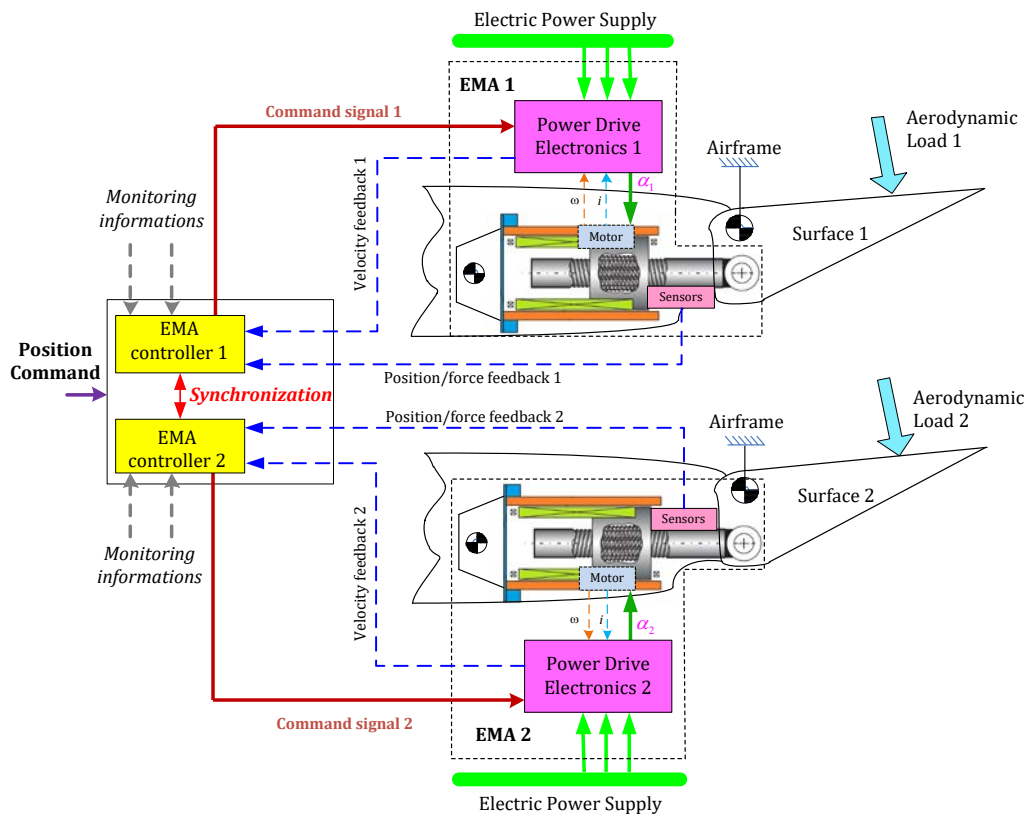 Electric Power Supply
EMA 1
Command signal 1
Power Drive
Electronics 1
Aerodynamic
Load 1
Airframe
Velocity feedback 1
α1
ω
i
Monitoring
informations
Motor
Surface 1
Sensors
EMA
controller 1
Position
Command
Position/force feedback 1
Synchronization
Position/force feedback 2
Aerodynamic
Load 2
Airframe
EMA
controller 2
Surface 2
Sensors
Velocity feedback 2
Monitoring
informations
Motor
ω
i
α2
Power Drive
Electronics 2
Command signal 2
EMA 2
Electric Power Supply